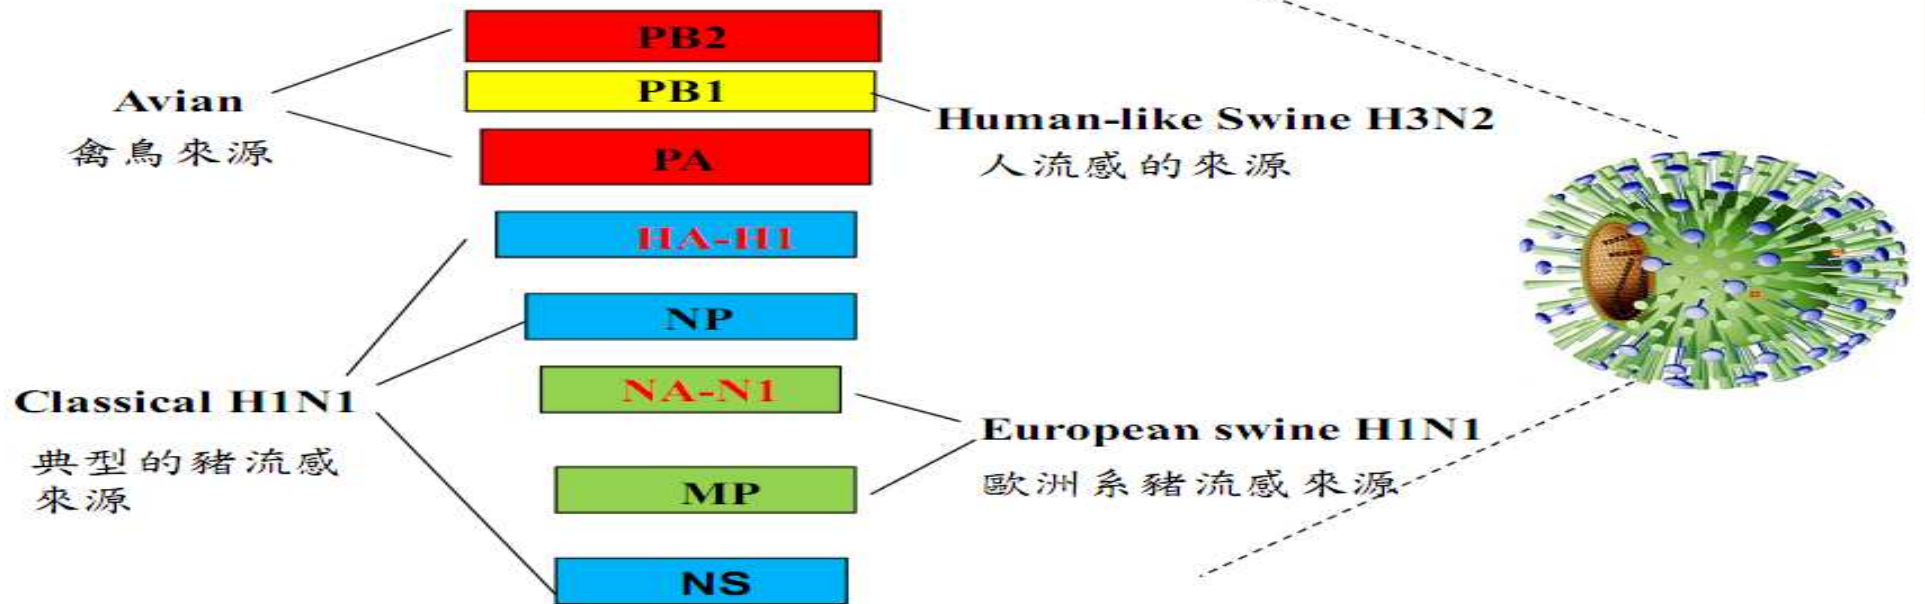 PB2
PB1
Avian
禽鳥來源
Human-like Swine H3N2
人流感的來源
PA
HA-H1
NP
NA-N1
Classical H1N1
典型的豬流感
來源
European swine H1N1
歐洲系豬流感來源
MP
NS